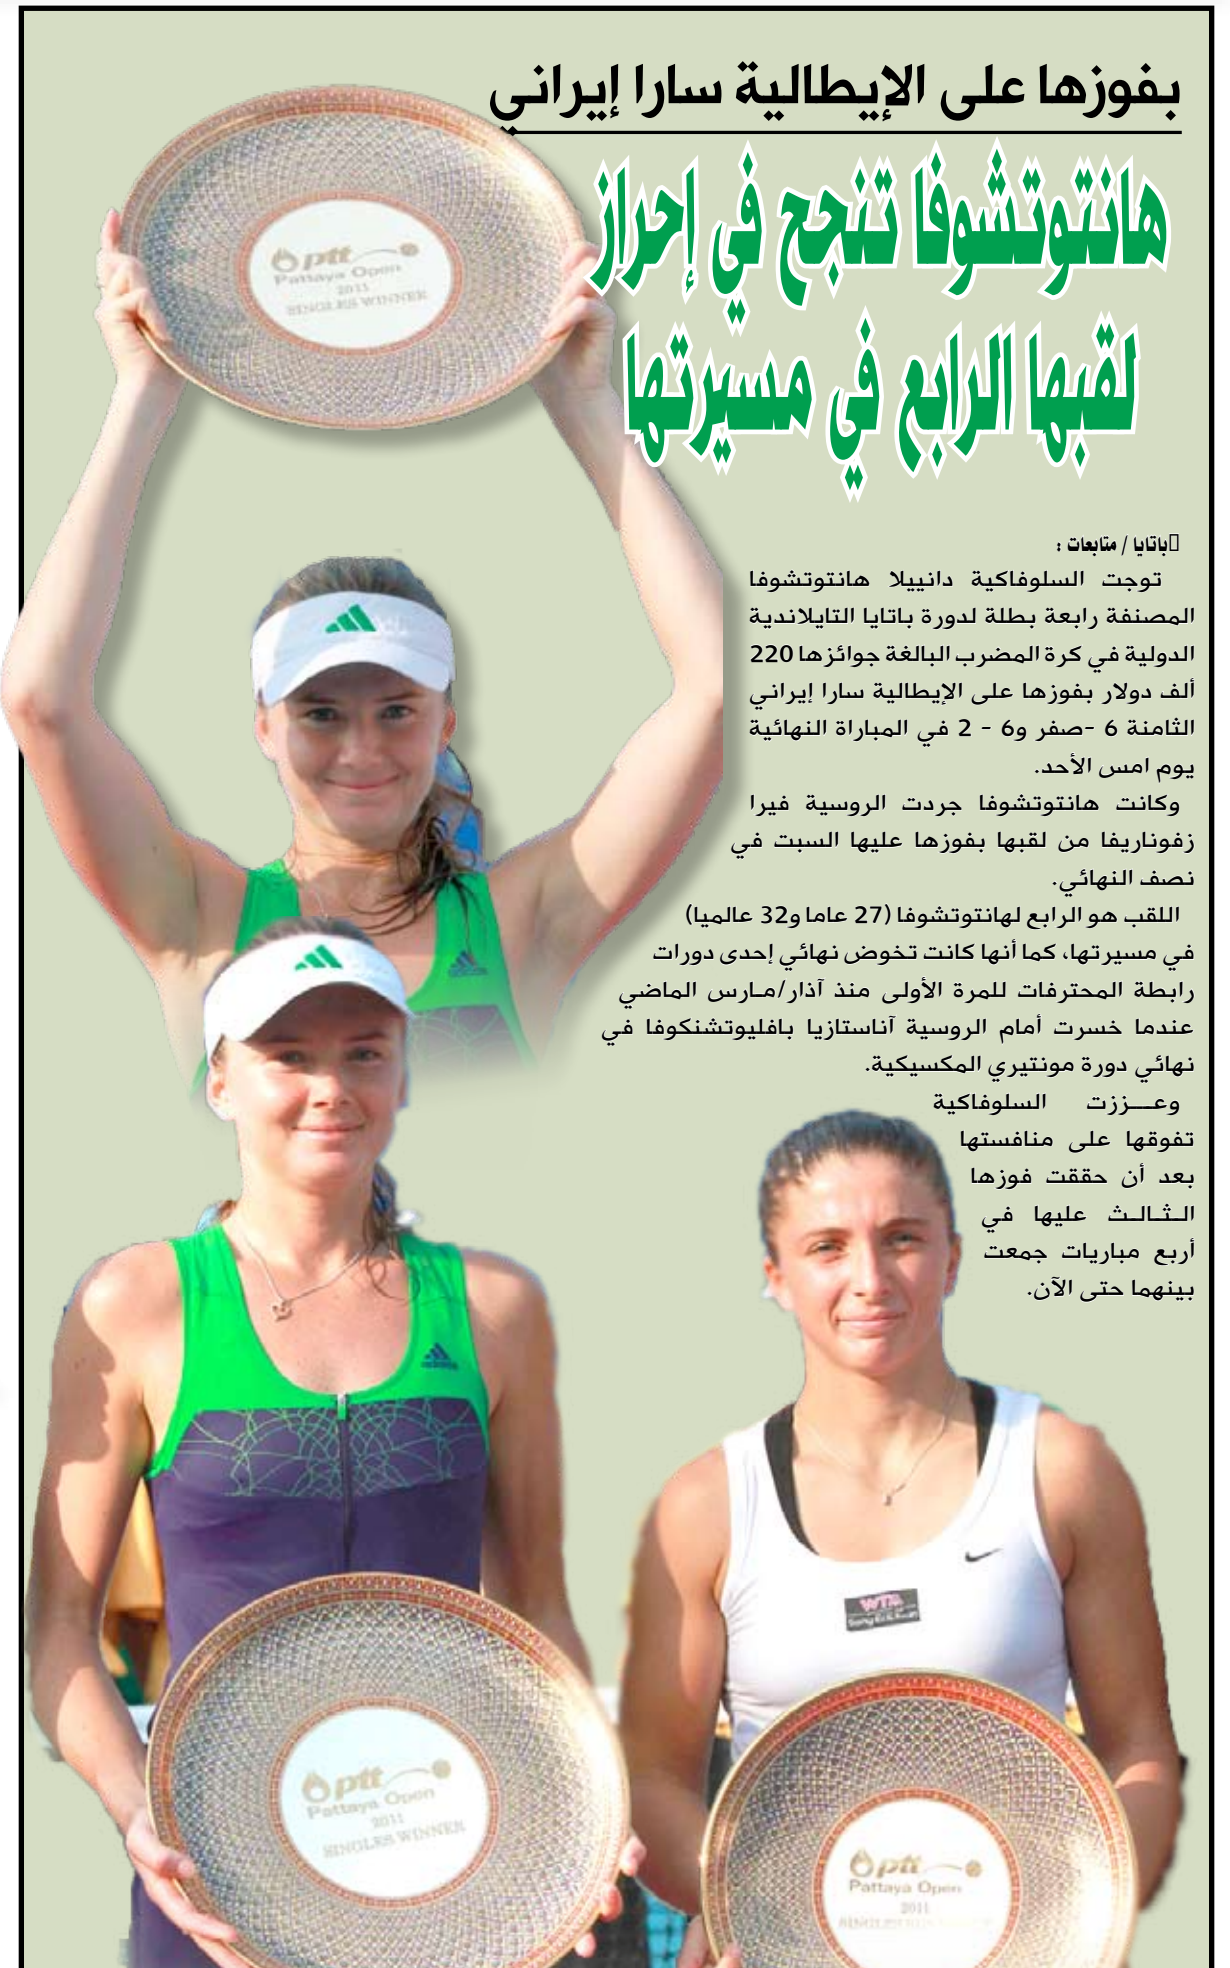 بفوزها على الإيطالية سارا إيراني
هانتوتشوفا تنجح في إحراز
لقبها الرابع في مسيرتها
باتايا / متابعات :
توجت السلوفاكية دانييلا هانتوتشوفا
المصنفة رابعة بطلة لدورة باتايا التايلاندية
الدولية في كرة المضرب البالغة جوائزها 220
ألف دولار بفوزها على الإيطالية سارا إيراني
الثامنة 6 -صفر و6 - 2 في المباراة النهائية
يوم امس الأحد.
وكانت هانتوتشوفا جردت الروسية فيرا
زفوناريفا من لقبها بفوزها عليها السبت في
نصف النهائي.
اللقب هو الرابع لهانتوتشوفا (27 عاما و32 عالميا)
في مسيرتها، كما أنها كانت تخوض نهائي إحدى دورات
رابطة المحترفات للمرة الأولى منذ آذار/مـارس الماضي
عندما خسرت أمام الروسية آناستازيا بافليوتشنكوفا في
نهائي دورة مونتيري المكسيكية.
وعـــززت السلوفاكية
تفوقها على منافستها
بعد أن حققت فوزها
الـثـالـث عليها في
أربع مباريات جمعت
بينهما حتى الآن.
ptt
Pattaya Open
2011
SINGLES WINNER
ptt
Pattaya Open
2011
SINGLES WINNER
WTA
ptt
Pattaya Open
2011